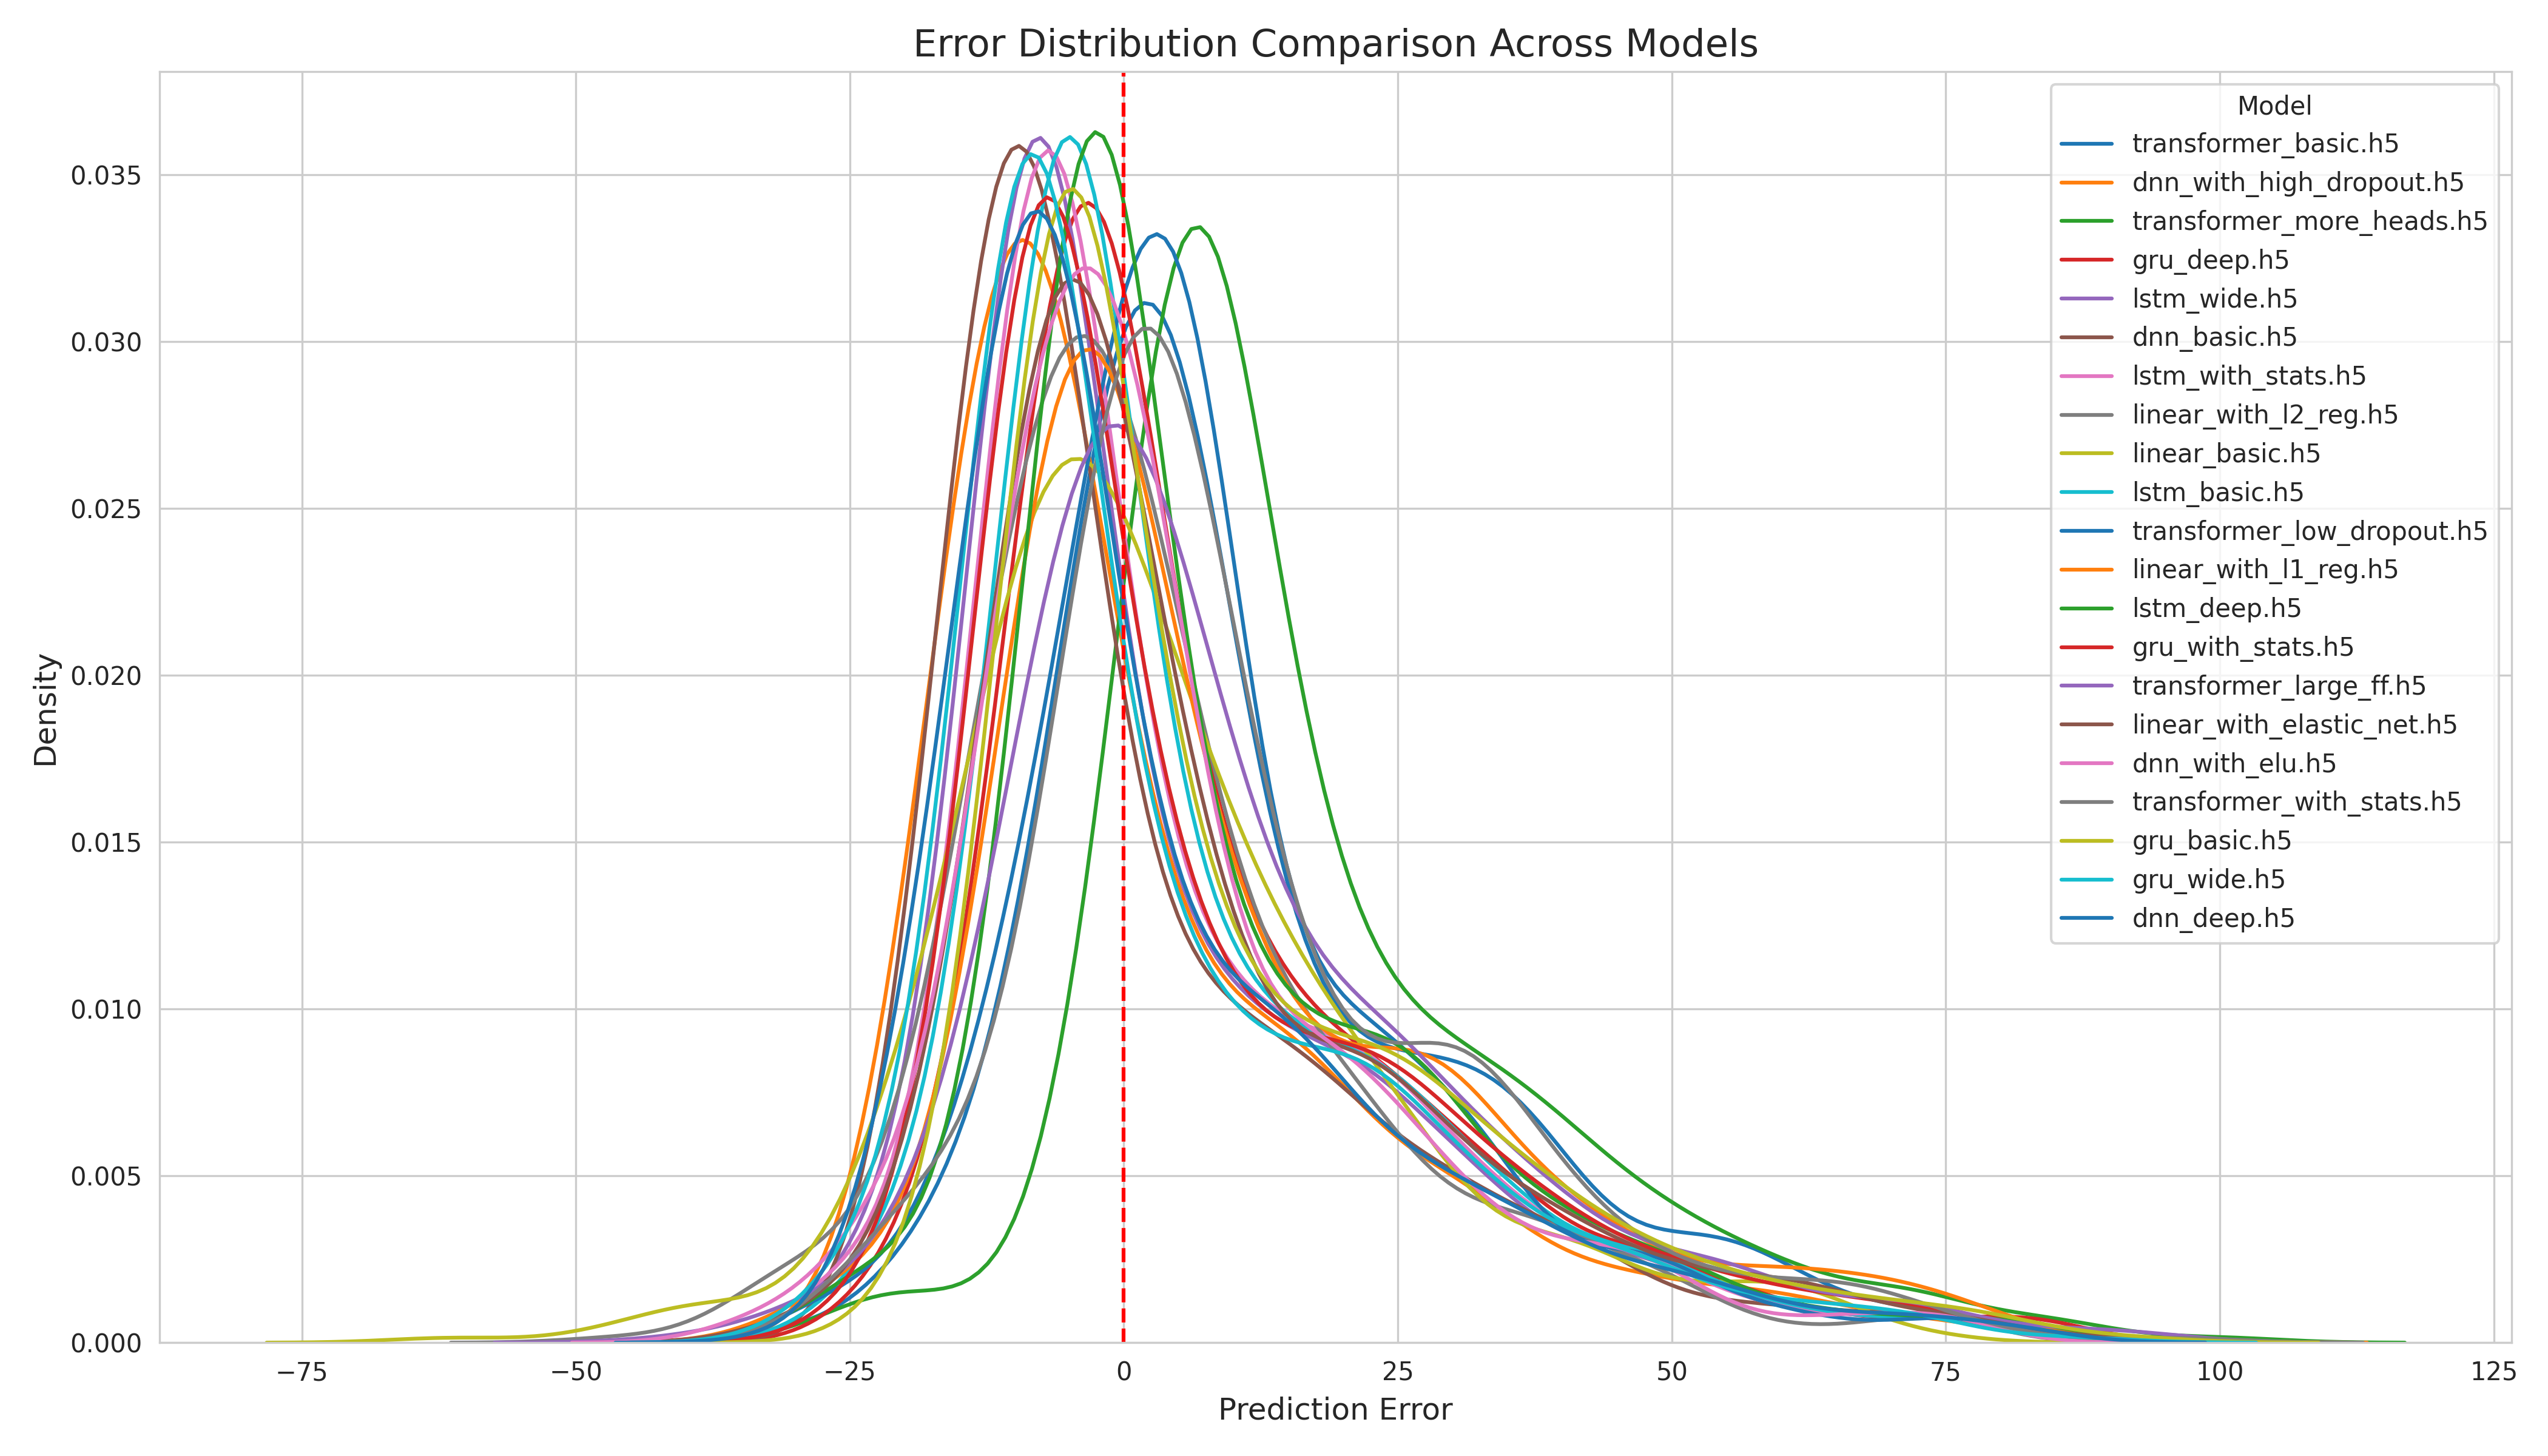 Error Distribution Comparison Across Models
Model
transformer_basic.h5
dnn_with_high_dropout.h5
transformer_more_heads.h5
gru_deep.h5
lstm_wide.h5
dnn_basic.h5
lstm_with_stats.h5
linear_with_l2_reg.h5
linear_basic.h5
lstm_basic.h5
transformer_low_dropout.h5
linear_with_l1_reg.h5
lstm_deep.h5
gru_with_stats.h5
transformer_large_ff.h5
linear_with_elastic_net.h5
dnn_with_elu.h5
transformer_with_stats.h5
gru_basic.h5
gru_wide.h5
dnn_deep.h5
Density
0.035
0.030
0.025
0.020
0.015
0.010
0.005
0.000
−75 −50 −25 0 25 50 75 100 125
Prediction Error